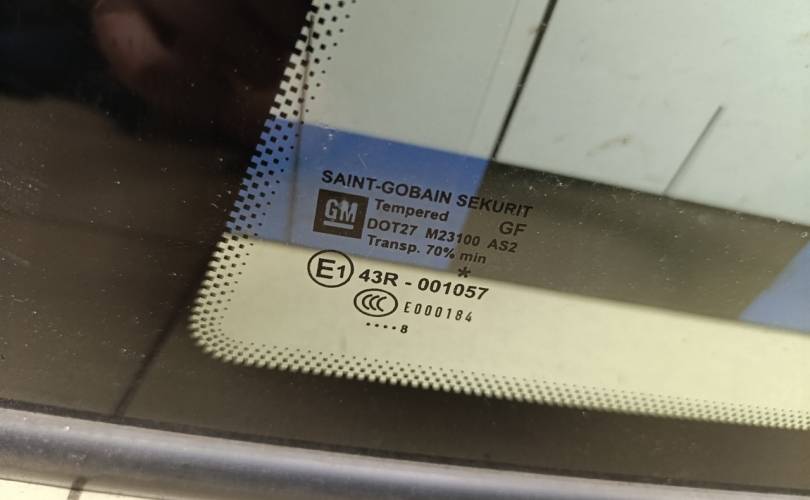 SAINT-GOBAIN SEKURIT
GM Tempered GF
DOT27 M23100 AS2
Transp. 70% min
*
E1 43R - 001057
CCC E000184
....8